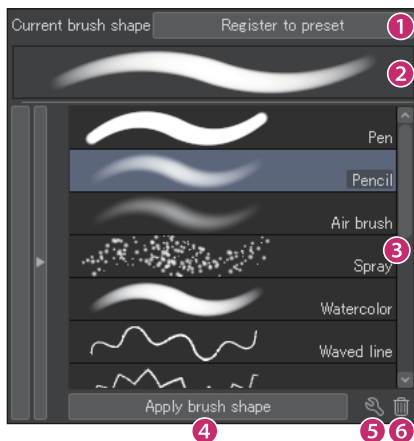 Current brush shape Register to preset 1
2
Pen
Pencil
Air brush
3
Spray
Watercolor
Waved line
Apply brush shape
4 5 6